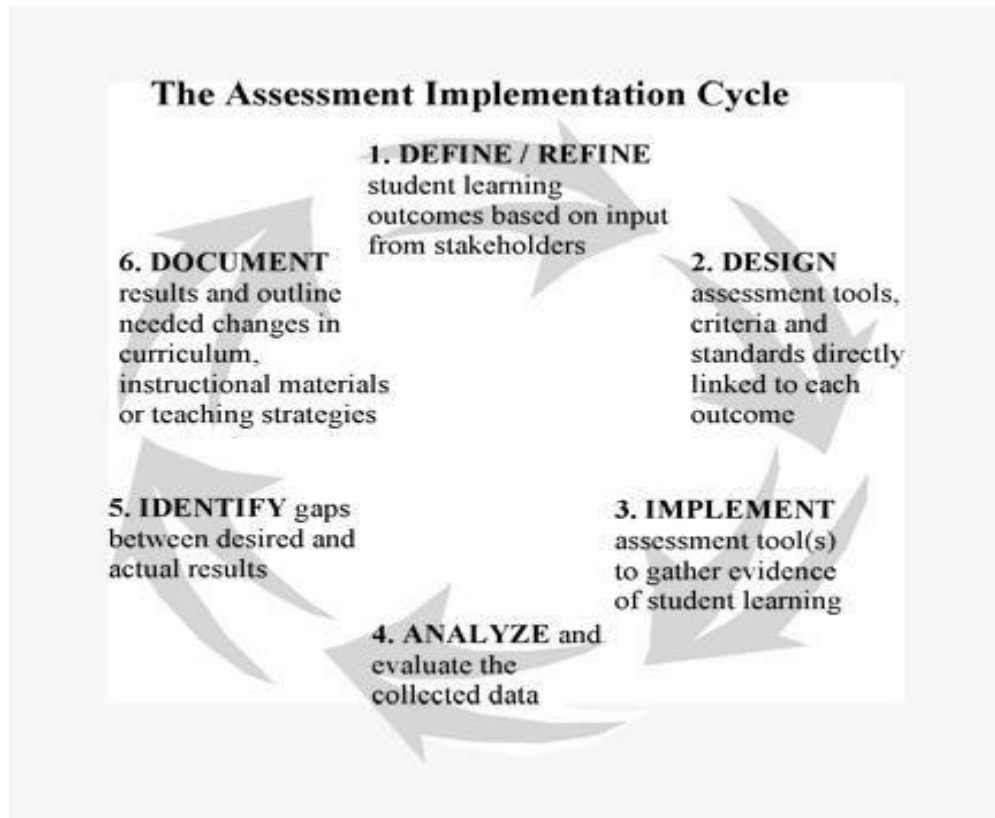 The Assessment Implementation Cycle
1. DEFINE / REFINE
student learning
outcomes based on input
from stakeholders
2. DESIGN
assessment tools,
criteria and
standards directly
linked to each
outcome
3. IMPLEMENT
assessment tool(s)
to gather evidence
of student learning
4. ANALYZE and
evaluate the
collected data
5. IDENTIFY gaps
between desired and
actual results
6. DOCUMENT
results and outline
needed changes in
curriculum,
instructional materials
or teaching strategies